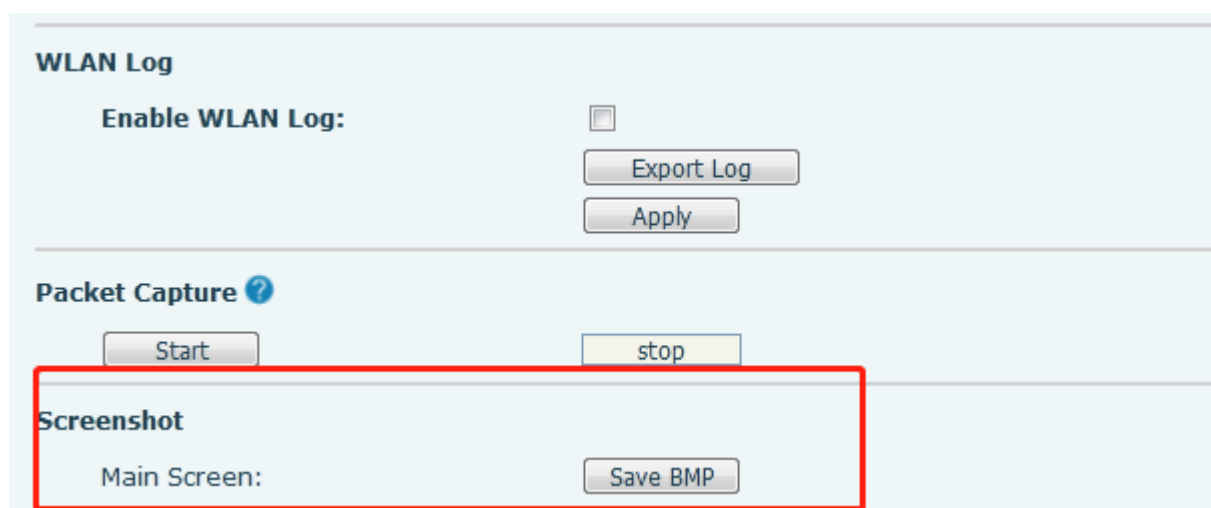 WLAN Log
Enable WLAN Log:
Export Log
Apply
Packet Capture ?
Start stop
Screenshot
Main Screen: Save BMP